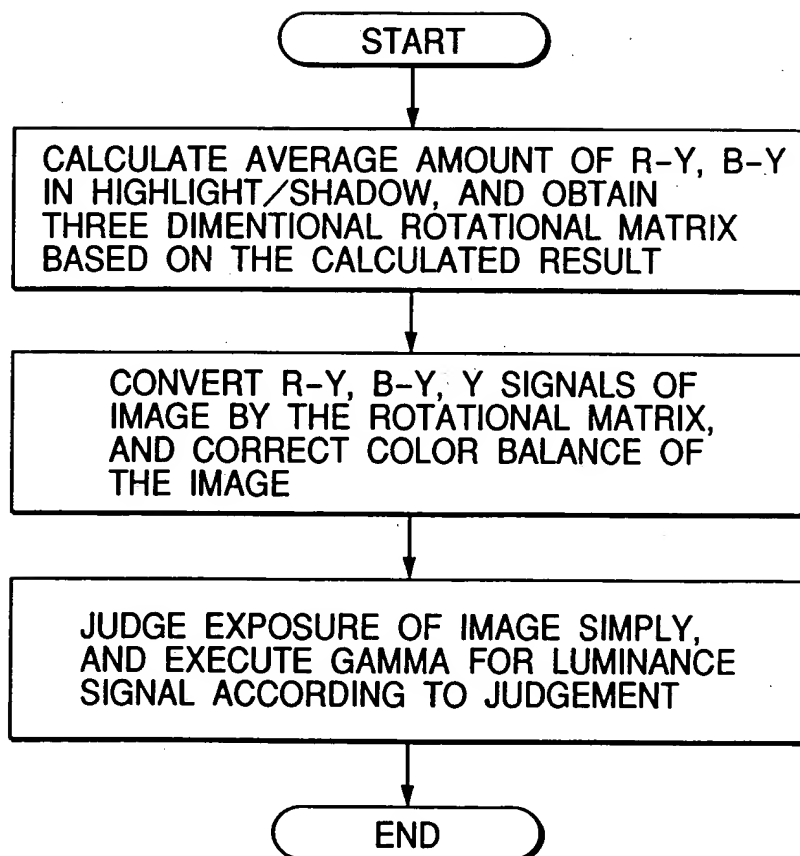 START
CALCULATE AVERAGE AMOUNT OF R-Y, B-Y
IN HIGHLIGHT/SHADOW, AND OBTAIN
THREE DIMENTIONAL ROTATIONAL MATRIX
BASED ON THE CALCULATED RESULT
CONVERT R-Y, B-Y, Y SIGNALS OF
IMAGE BY THE ROTATIONAL MATRIX,
AND CORRECT COLOR BALANCE OF
THE IMAGE
JUDGE EXPOSURE OF IMAGE SIMPLY,
AND EXECUTE GAMMA FOR LUMINANCE
SIGNAL ACCORDING TO JUDGEMENT
END